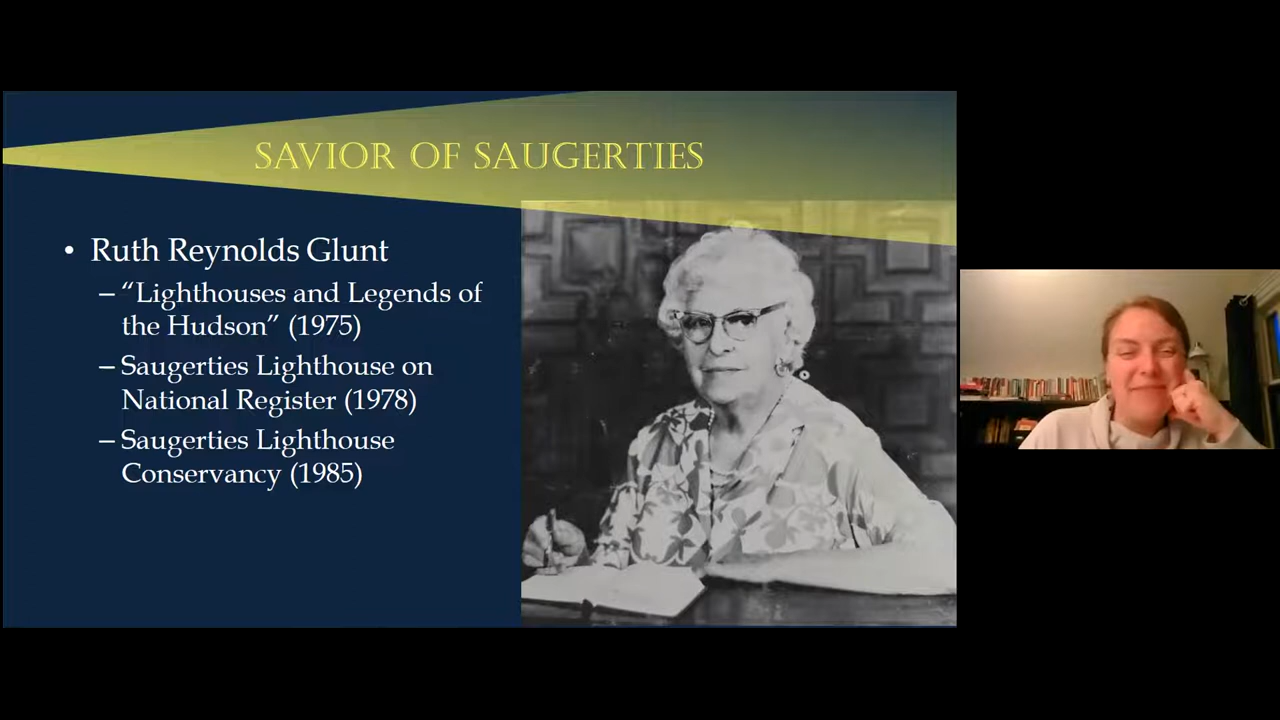 SAVIOR OF SAUGERTIES
• Ruth Reynolds Glunt
– “Lighthouses and Legends of
the Hudson” (1975)
– Saugerties Lighthouse on
National Register (1978)
– Saugerties Lighthouse
Conservancy (1985)